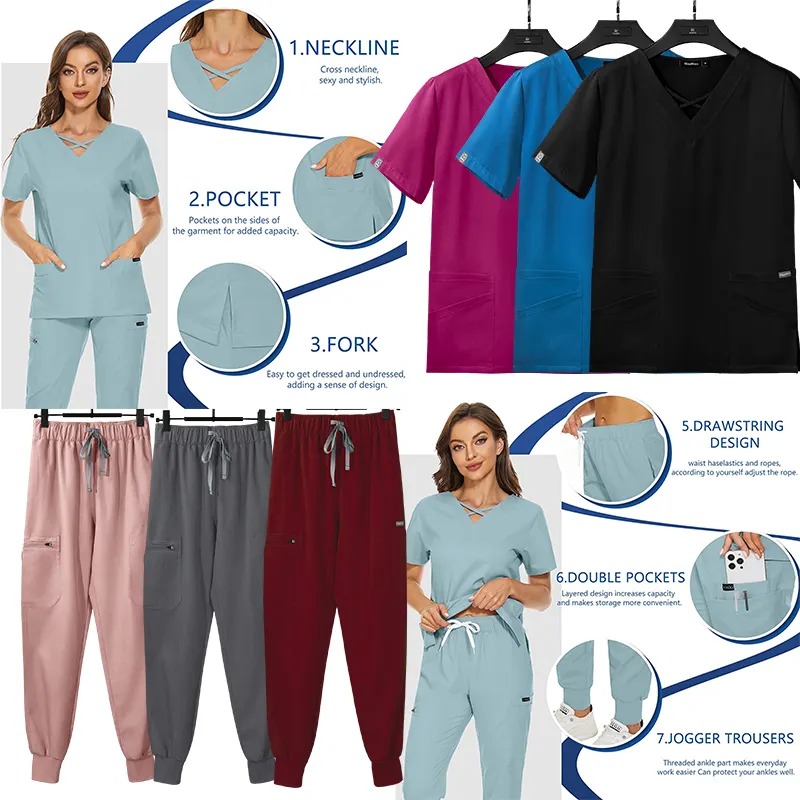 1.NECKLINE
Cross neckline,
sexy and stylish.
2.POCKET
Pockets on the sides of
the garment for added capacity.
3.FORK
Easy to get dressed and undressed,
adding a sense of design.
5.DRAWSTRING
DESIGN
waist haselastics and ropes,
according to yourself adjust the rope.
6.DOUBLE POCKETS
Layered design increases capacity
and makes storage more convenient.
7.JOGGER TROUSERS
Threaded ankle part makes everyday
work easier Can protect your ankles well.